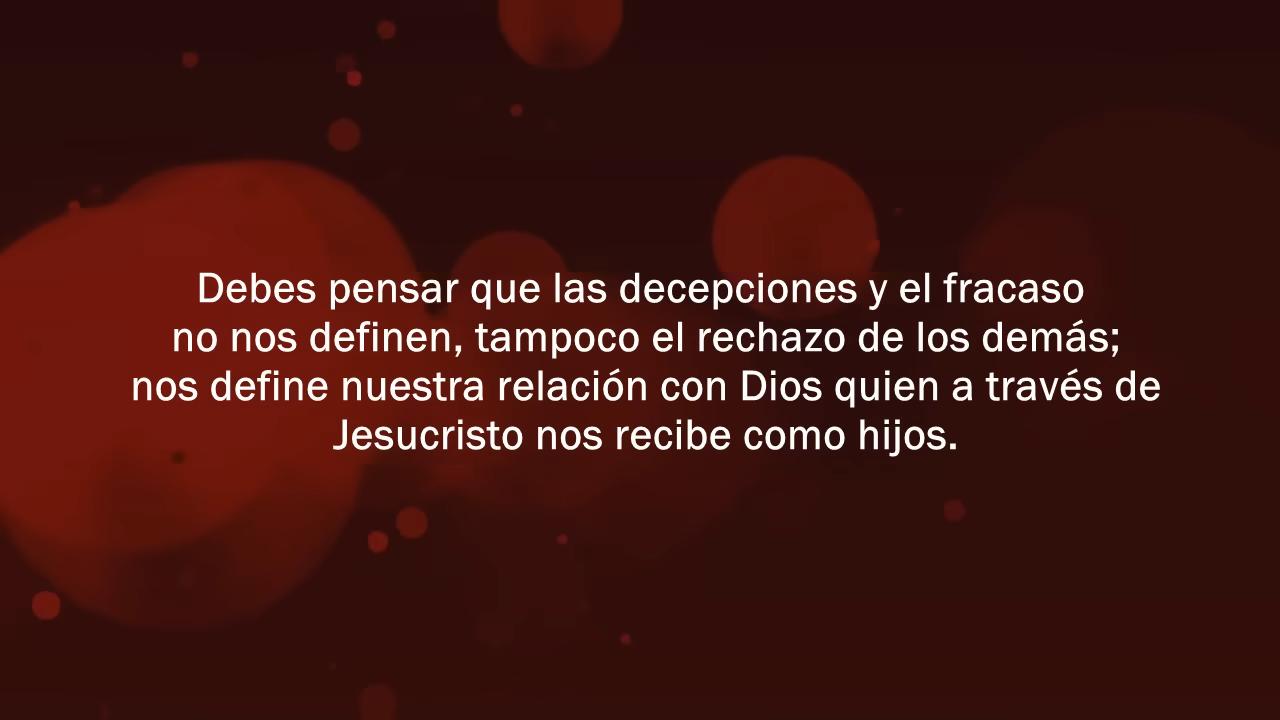 Debes pensar que las decepciones y el fracaso
no nos definen, tampoco el rechazo de los demás;
nos define nuestra relación con Dios quien a través de
Jesucristo nos recibe como hijos.